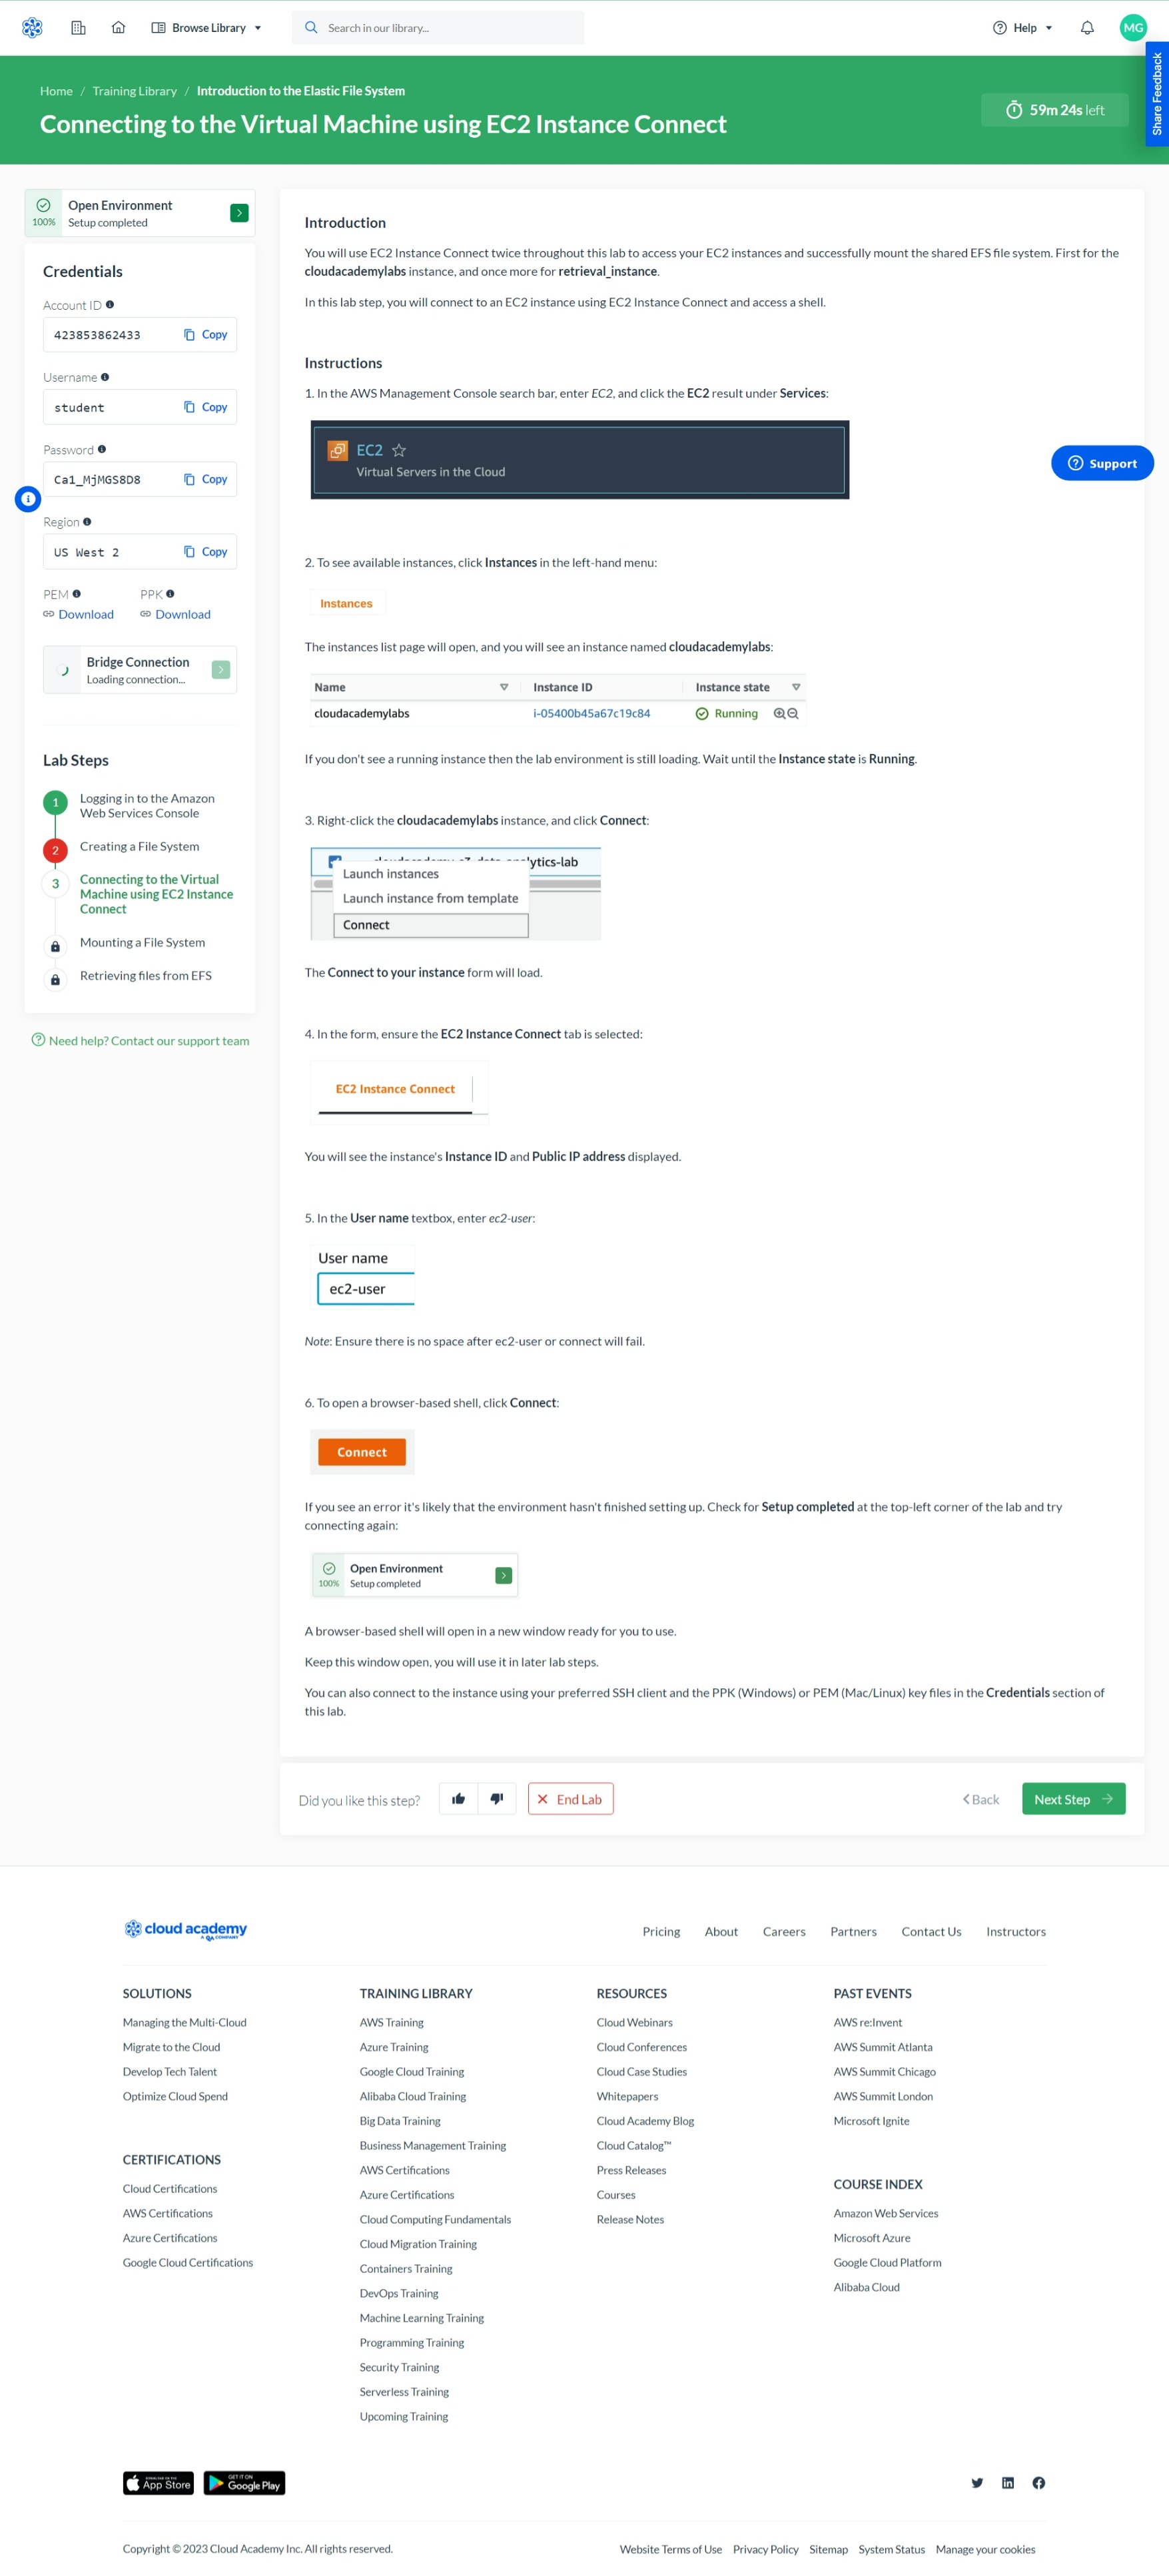 Browse Library
Search in our library...
Help
MG
Share Feedback
Home / Training Library / Introduction to the Elastic File System
Connecting to the Virtual Machine using EC2 Instance Connect
59m 24s left
100%
Open Environment
Setup completed
Credentials
Account ID
423853862433 Copy
Username
student Copy
Password
Ca1_MjMGS8D8 Copy
Region
US West 2 Copy
PEM PPK
Download Download
Bridge Connection
Loading connection...
Lab Steps
1 Logging in to the Amazon
Web Services Console
2 Creating a File System
3 Connecting to the Virtual
Machine using EC2 Instance
Connect
Mounting a File System
Retrieving files from EFS
Need help? Contact our support team
Introduction
You will use EC2 Instance Connect twice throughout this lab to access your EC2 instances and successfully mount the shared EFS file system. First for the
cloudacademylabs instance, and once more for retrieval_instance.
In this lab step, you will connect to an EC2 instance using EC2 Instance Connect and access a shell.
Instructions
1. In the AWS Management Console search bar, enter EC2, and click the EC2 result under Services:
EC2
Virtual Servers in the Cloud
Support
2. To see available instances, click Instances in the left-hand menu:
Instances
The instances list page will open, and you will see an instance named cloudacademylabs:
Name Instance ID Instance state
cloudacademylabs i-05400b45a67c19c84 Running
If you don't see a running instance then the lab environment is still loading. Wait until the Instance state is Running.
3. Right-click the cloudacademylabs instance, and click Connect:
ytics-lab
Launch instances
Launch instance from template
Connect
The Connect to your instance form will load.
4. In the form, ensure the EC2 Instance Connect tab is selected:
EC2 Instance Connect
You will see the instance's Instance ID and Public IP address displayed.
5. In the User name textbox, enter ec2-user:
User name
ec2-user
Note: Ensure there is no space after ec2-user or connect will fail.
6. To open a browser-based shell, click Connect:
Connect
If you see an error it's likely that the environment hasn't finished setting up. Check for Setup completed at the top-left corner of the lab and try
connecting again:
100%
Open Environment
Setup completed
A browser-based shell will open in a new window ready for you to use.
Keep this window open, you will use it in later lab steps.
You can also connect to the instance using your preferred SSH client and the PPK (Windows) or PEM (Mac/Linux) key files in the Credentials section of
this lab.
Did you like this step? End Lab Back Next Step
cloud academy
A QA COMPANY
Pricing About Careers Partners Contact Us Instructors
SOLUTIONS
Managing the Multi-Cloud
Migrate to the Cloud
Develop Tech Talent
Optimize Cloud Spend
CERTIFICATIONS
Cloud Certifications
AWS Certifications
Azure Certifications
Google Cloud Certifications
TRAINING LIBRARY
AWS Training
Azure Training
Google Cloud Training
Alibaba Cloud Training
Big Data Training
Business Management Training
AWS Certifications
Azure Certifications
Cloud Computing Fundamentals
Cloud Migration Training
Containers Training
DevOps Training
Machine Learning Training
Programming Training
Security Training
Serverless Training
Upcoming Training
RESOURCES
Cloud Webinars
Cloud Conferences
Cloud Case Studies
Whitepapers
Cloud Academy Blog
Cloud Catalog™
Press Releases
Courses
Release Notes
PAST EVENTS
AWS re:Invent
AWS Summit Atlanta
AWS Summit Chicago
AWS Summit London
Microsoft Ignite
COURSE INDEX
Amazon Web Services
Microsoft Azure
Google Cloud Platform
Alibaba Cloud
Download on the
App Store
GET IT ON
Google Play
Copyright © 2023 Cloud Academy Inc. All rights reserved.
Website Terms of Use Privacy Policy Sitemap System Status Manage your cookies